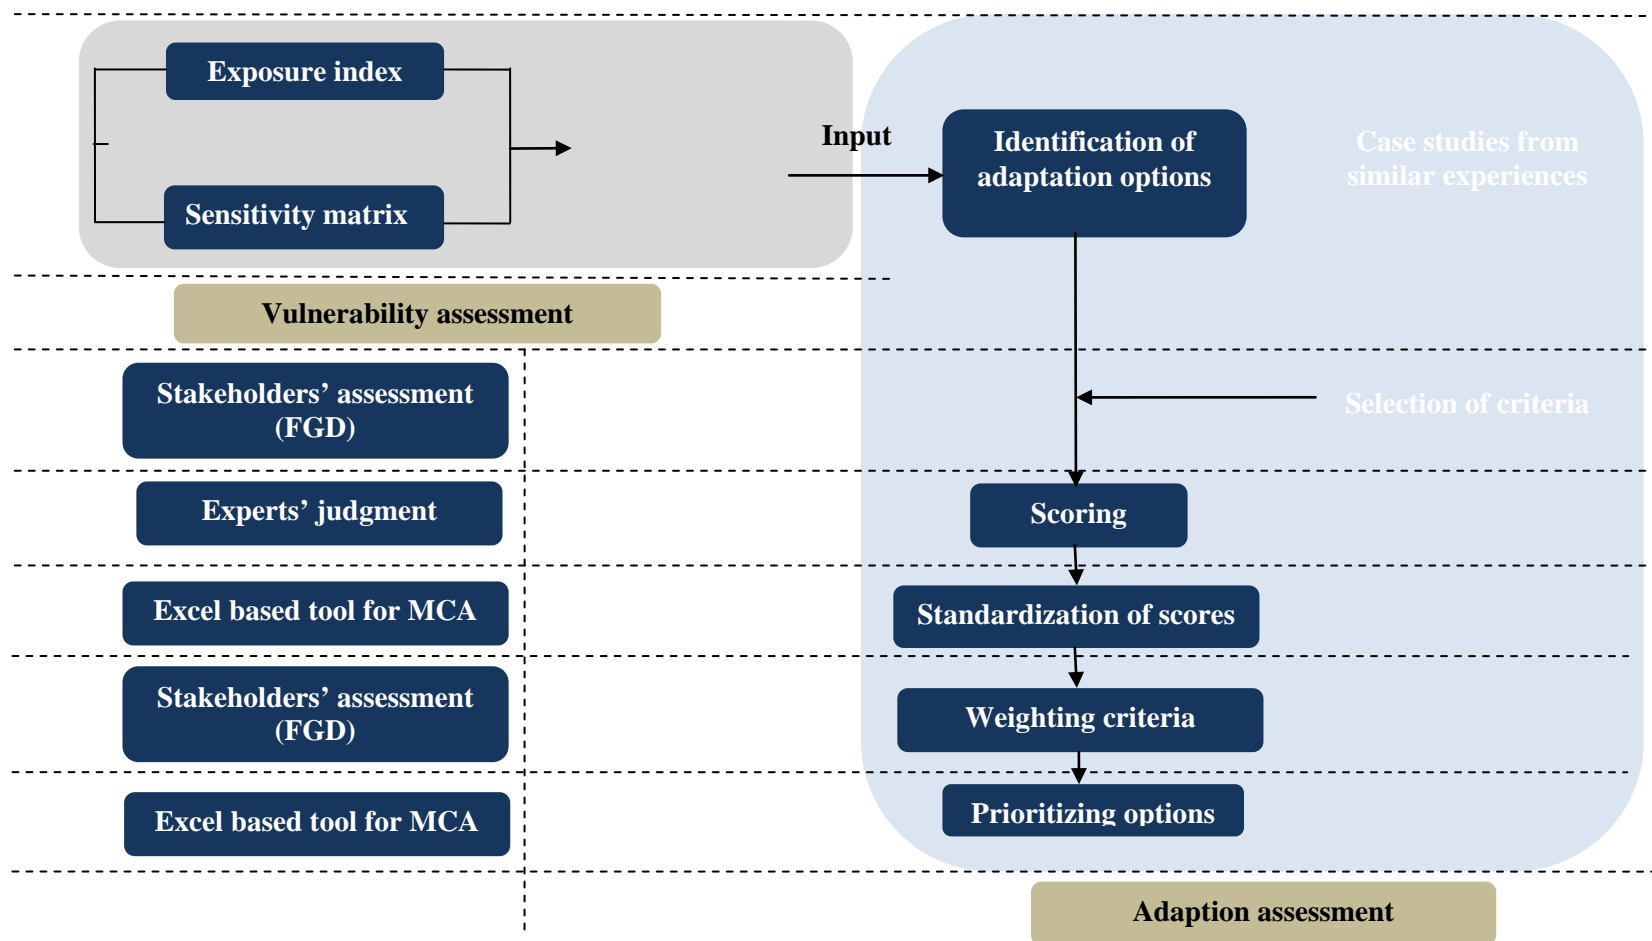 Exposure index
Input
Identification of
adaptation options
Case studies from
similar experiences
Sensitivity matrix
Vulnerability assessment
Stakeholders’ assessment
(FGD)
Selection of criteria
Experts’ judgment
Scoring
Excel based tool for MCA
Standardization of scores
Stakeholders’ assessment
(FGD)
Weighting criteria
Excel based tool for MCA
Prioritizing options
Adaption assessment